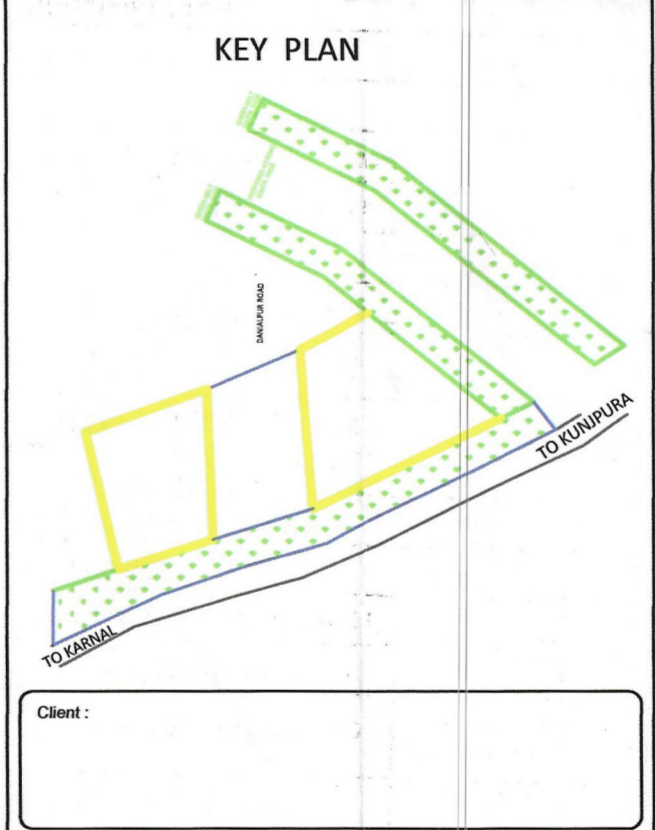 KEY PLAN
DANIALPUR ROAD
TO KUNJPURA
TO KARNAL
Client :